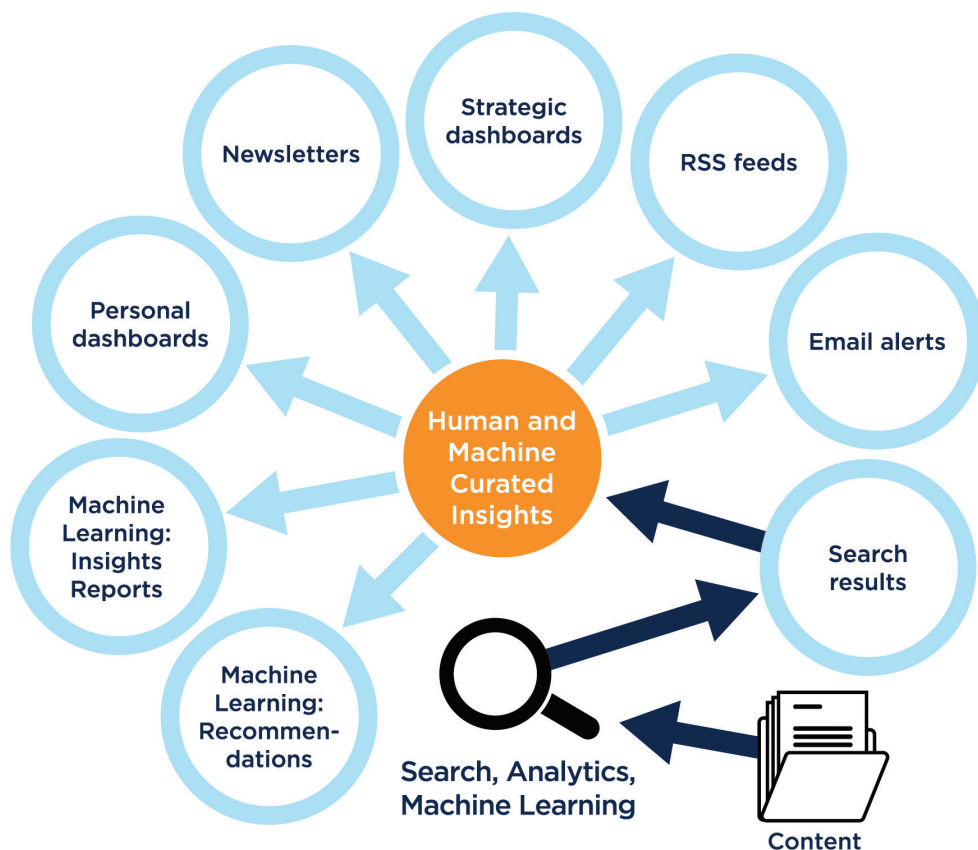 Strategic
dashboards
Newsletters
RSS feeds
Personal
dashboards
Email alerts
Human and
Machine
Curated
Insights
Machine
Learning:
Insights
Reports
Search
results
Machine
Learning:
Recommen-
dations
Search, Analytics,
Machine Learning
Content